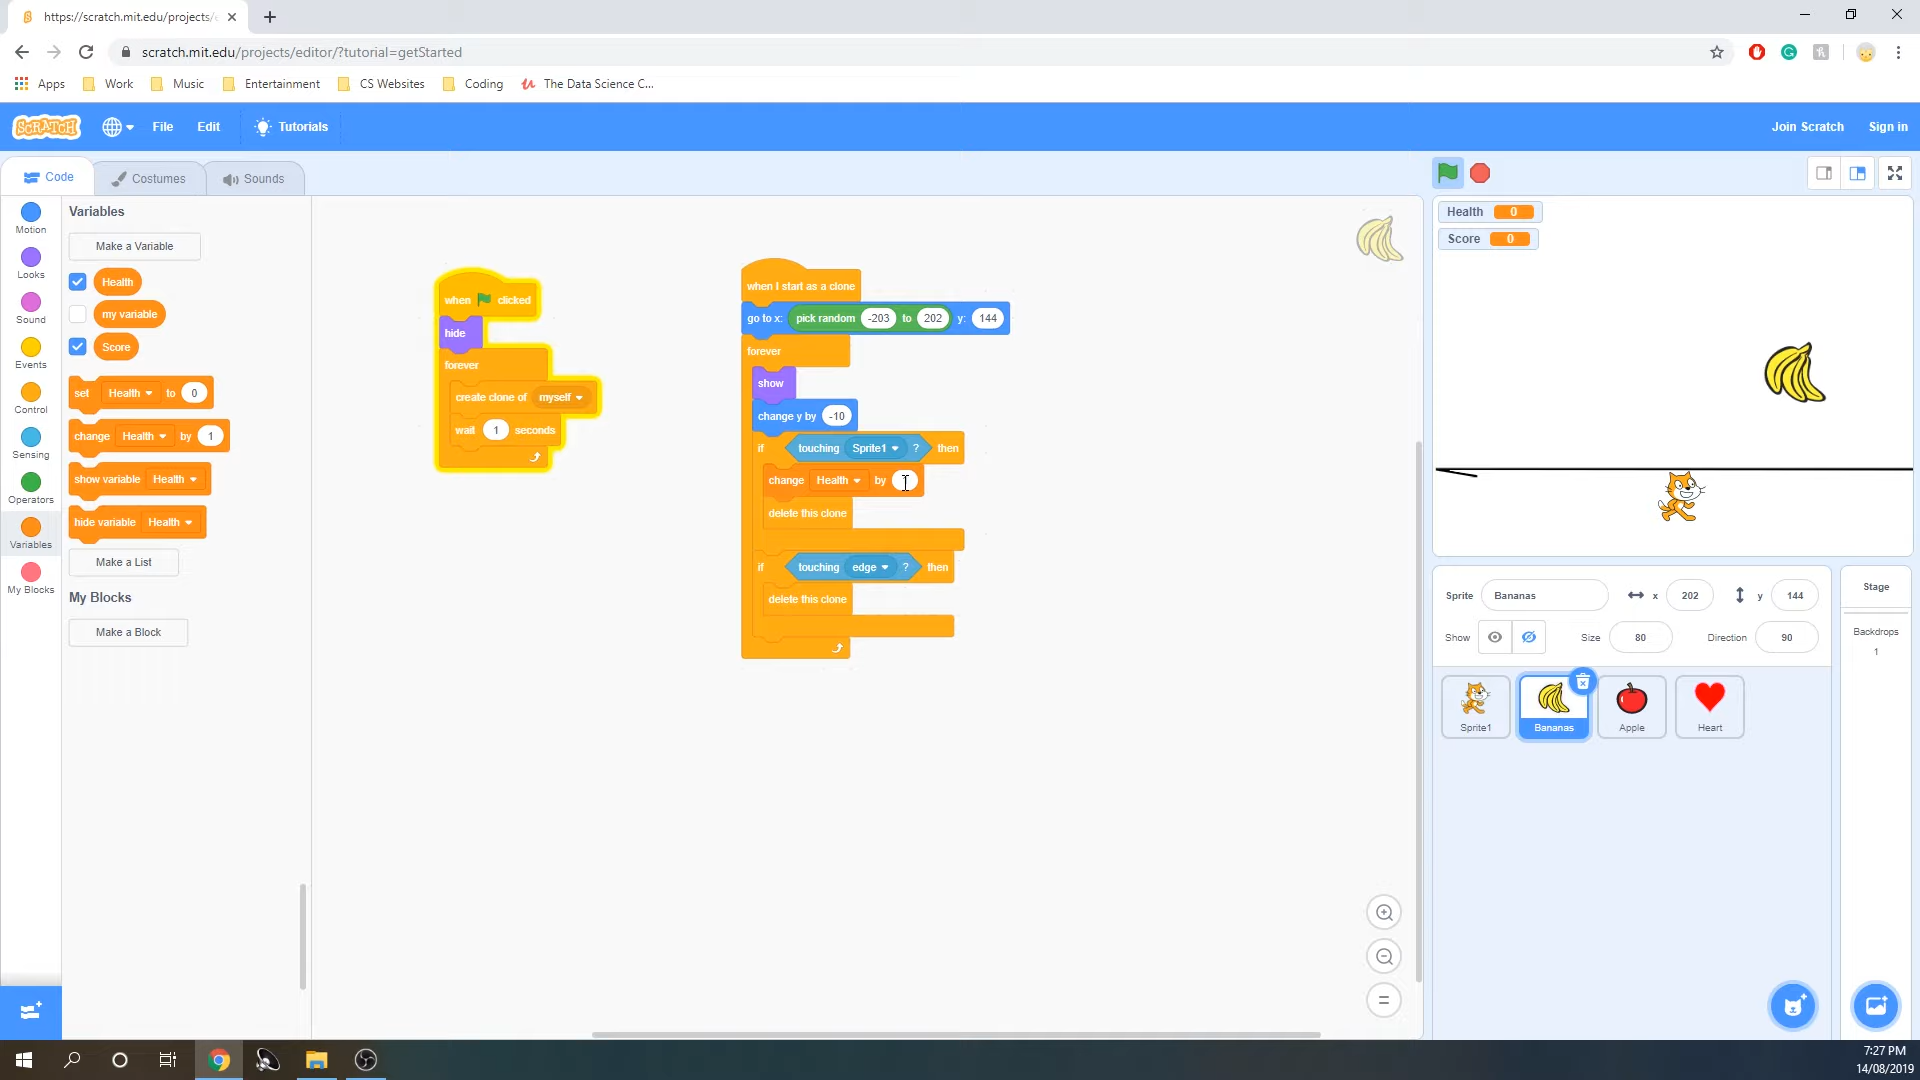 https://scratch.mit.edu/projects/e
scratch.mit.edu/projects/editor/?tutorial=getStarted
Apps
Work
Music
Entertainment
CS Websites
Coding
The Data Science C...
SCRATCH
File
Edit
Tutorials
Join Scratch
Sign in
Code
Costumes
Sounds
Motion
Looks
Sound
Events
Control
Sensing
Operators
Variables
My Blocks
Variables
Make a Variable
Health
my variable
Score
set Health to 0
change Health by 1
show variable Health
hide variable Health
Make a List
My Blocks
Make a Block
when clicked
hide
forever
create clone of myself
wait 1 seconds
when I start as a clone
go to x: pick random -203 to 202 y: 144
forever
show
change y by -10
if touching Sprite1 ? then
change Health by
delete this clone
if touching edge ? then
delete this clone
Health 0
Score 0
Sprite Bananas x 202 y 144
Show Size 80 Direction 90
Sprite1
Bananas
Apple
Heart
Stage
Backdrops
1
7:27 PM
14/08/2019